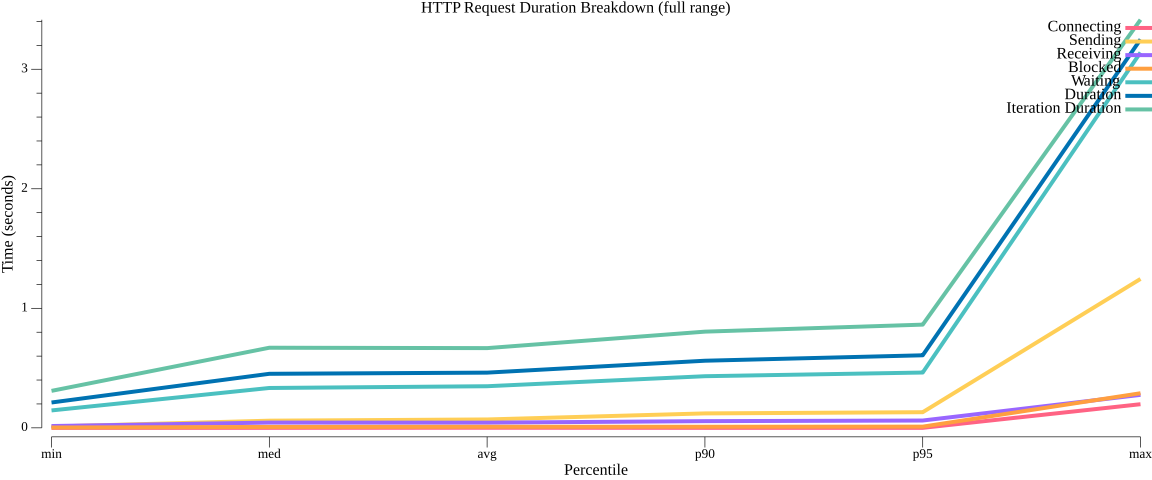 HTTP Request Duration Breakdown (full range)
Connecting
Sending
Receiving
Blocked
Waiting
Duration
Iteration Duration
Time (seconds)
3
2
1
0
min med avg p90 p95 max
Percentile